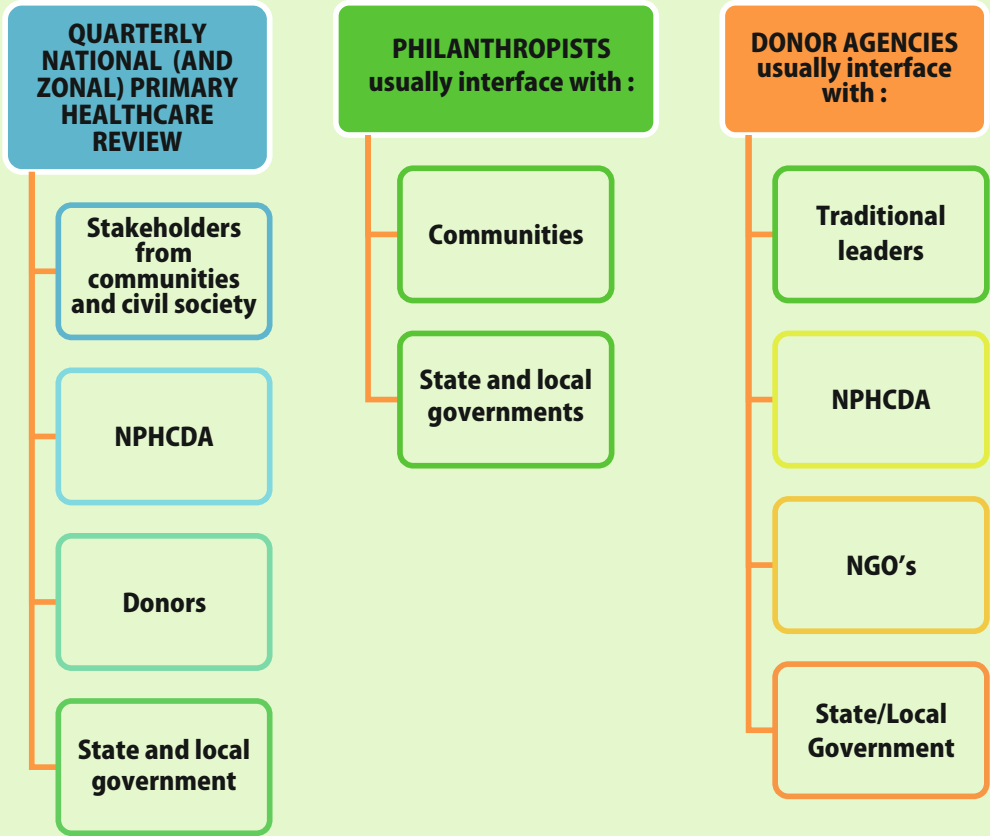 QUARTERLY
NATIONAL (AND
ZONAL) PRIMARY
HEALTHCARE
REVIEW
Stakeholders
from
communities
and civil society
NPHCDA
Donors
State and local
government
PHILANTHROPISTS
usually interface with :
Communities
State and local
governments
DONOR AGENCIES
usually interface
with :
Traditional
leaders
NPHCDA
NGO's
State/Local
Government